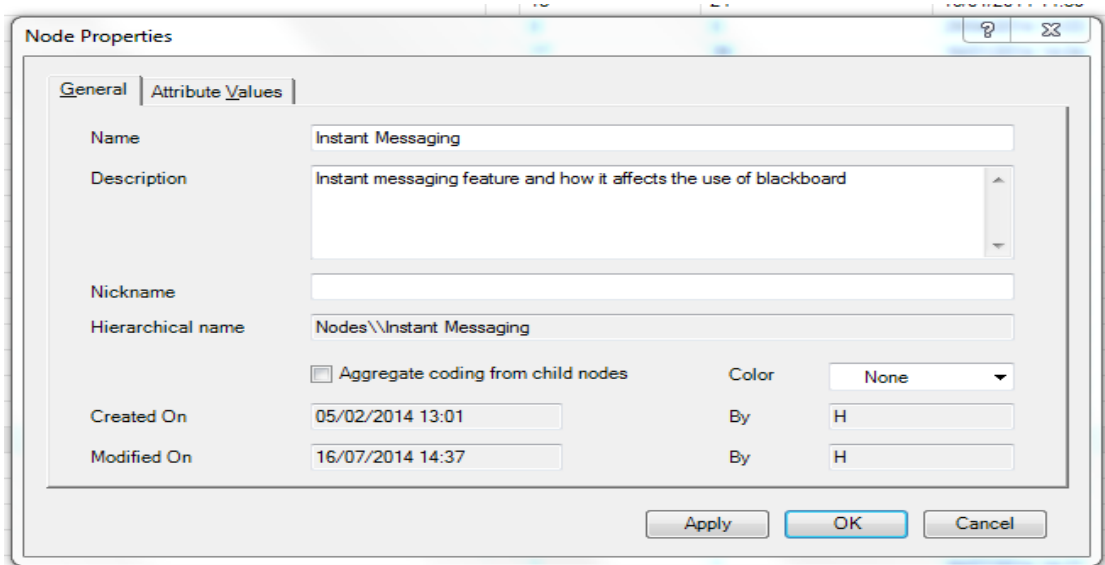 Node Properties
General Attribute Values
Name Instant Messaging
Description Instant messaging feature and how it affects the use of blackboard
Nickname
Hierarchical name Nodes\\Instant Messaging
Aggregate coding from child nodes Color None
Created On 05/02/2014 13:01 By H
Modified On 16/07/2014 14:37 By H
Apply OK Cancel